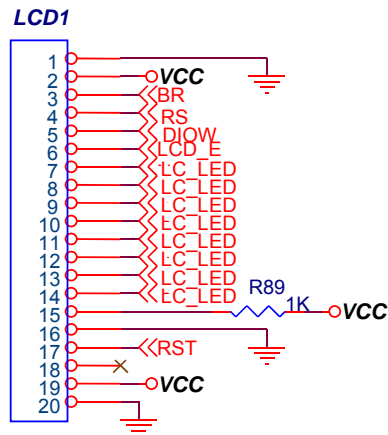 LCD1
1
2 VCC
3 BR
4 RS
5 DIOW
6 LCD_E
7 LC_LED
8 LC_LED
9 LC_LED
10 LC_LED
11 LC_LED
12 LC_LED
13 LC_LED
14 LC_LED
R89
15 1K VCC
16
17 RST
18
19 VCC
20